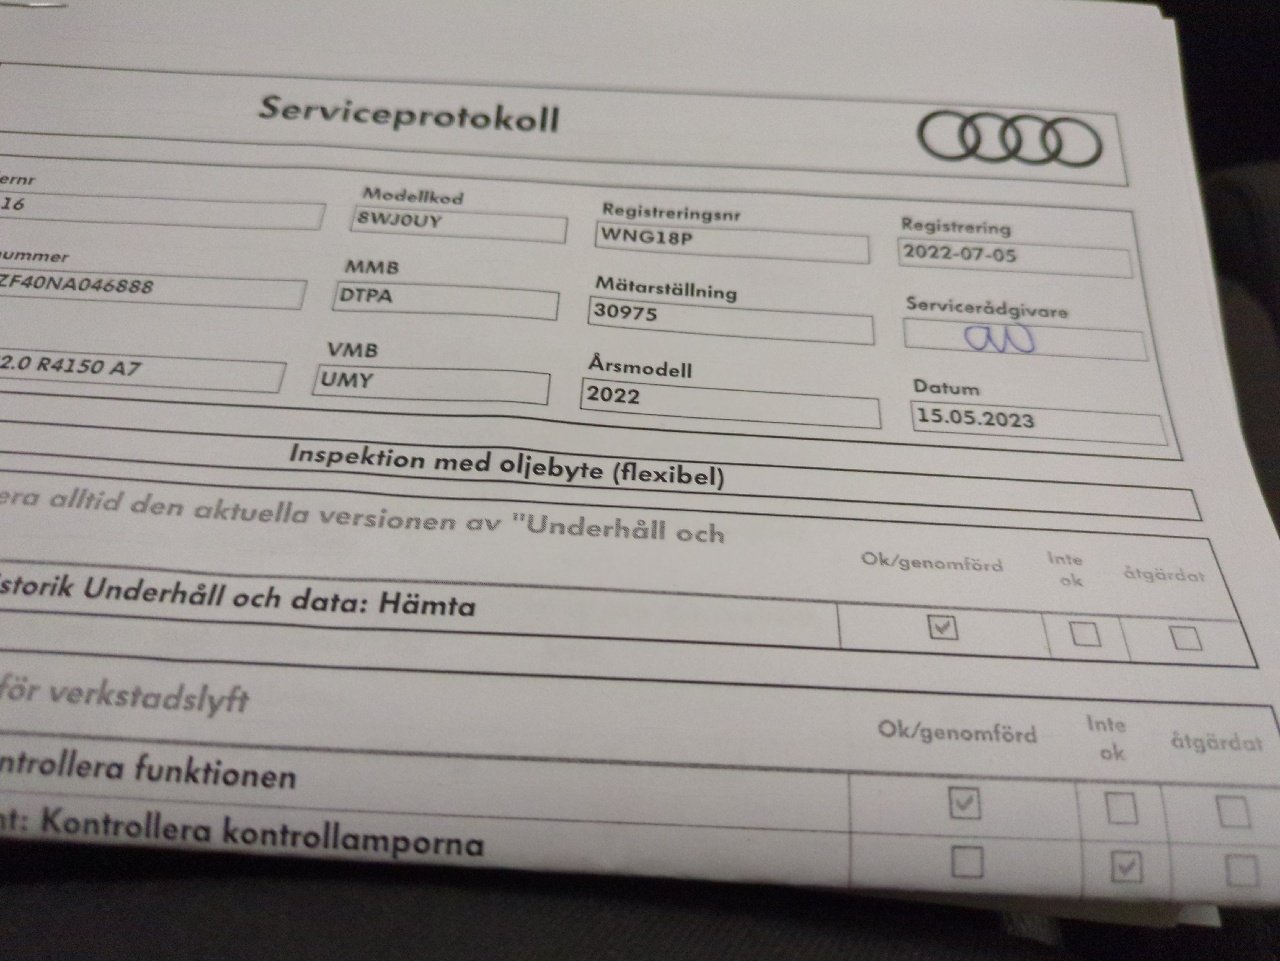 Serviceprotokoll
ernr Modellkod Registreringsnr Registrering
16 8WJ0UY WNG18P 2022-07-05
ummer MMB Mätarställning Servicerådgivare
ZF40NA046888 DTPA 30975
VMB Årsmodell Datum
2.0 R4150 A7 UMY 2022 15.05.2023
Inspektion med oljebyte (flexibel)
era alltid den aktuella versionen av "Underhåll och
Ok/genomförd Inte ok åtgärdat
storik Underhåll och data: Hämta
för verkstadslyft
Ok/genomförd Inte ok åtgärdat
ntrollera funktionen
nt: Kontrollera kontrollamporna